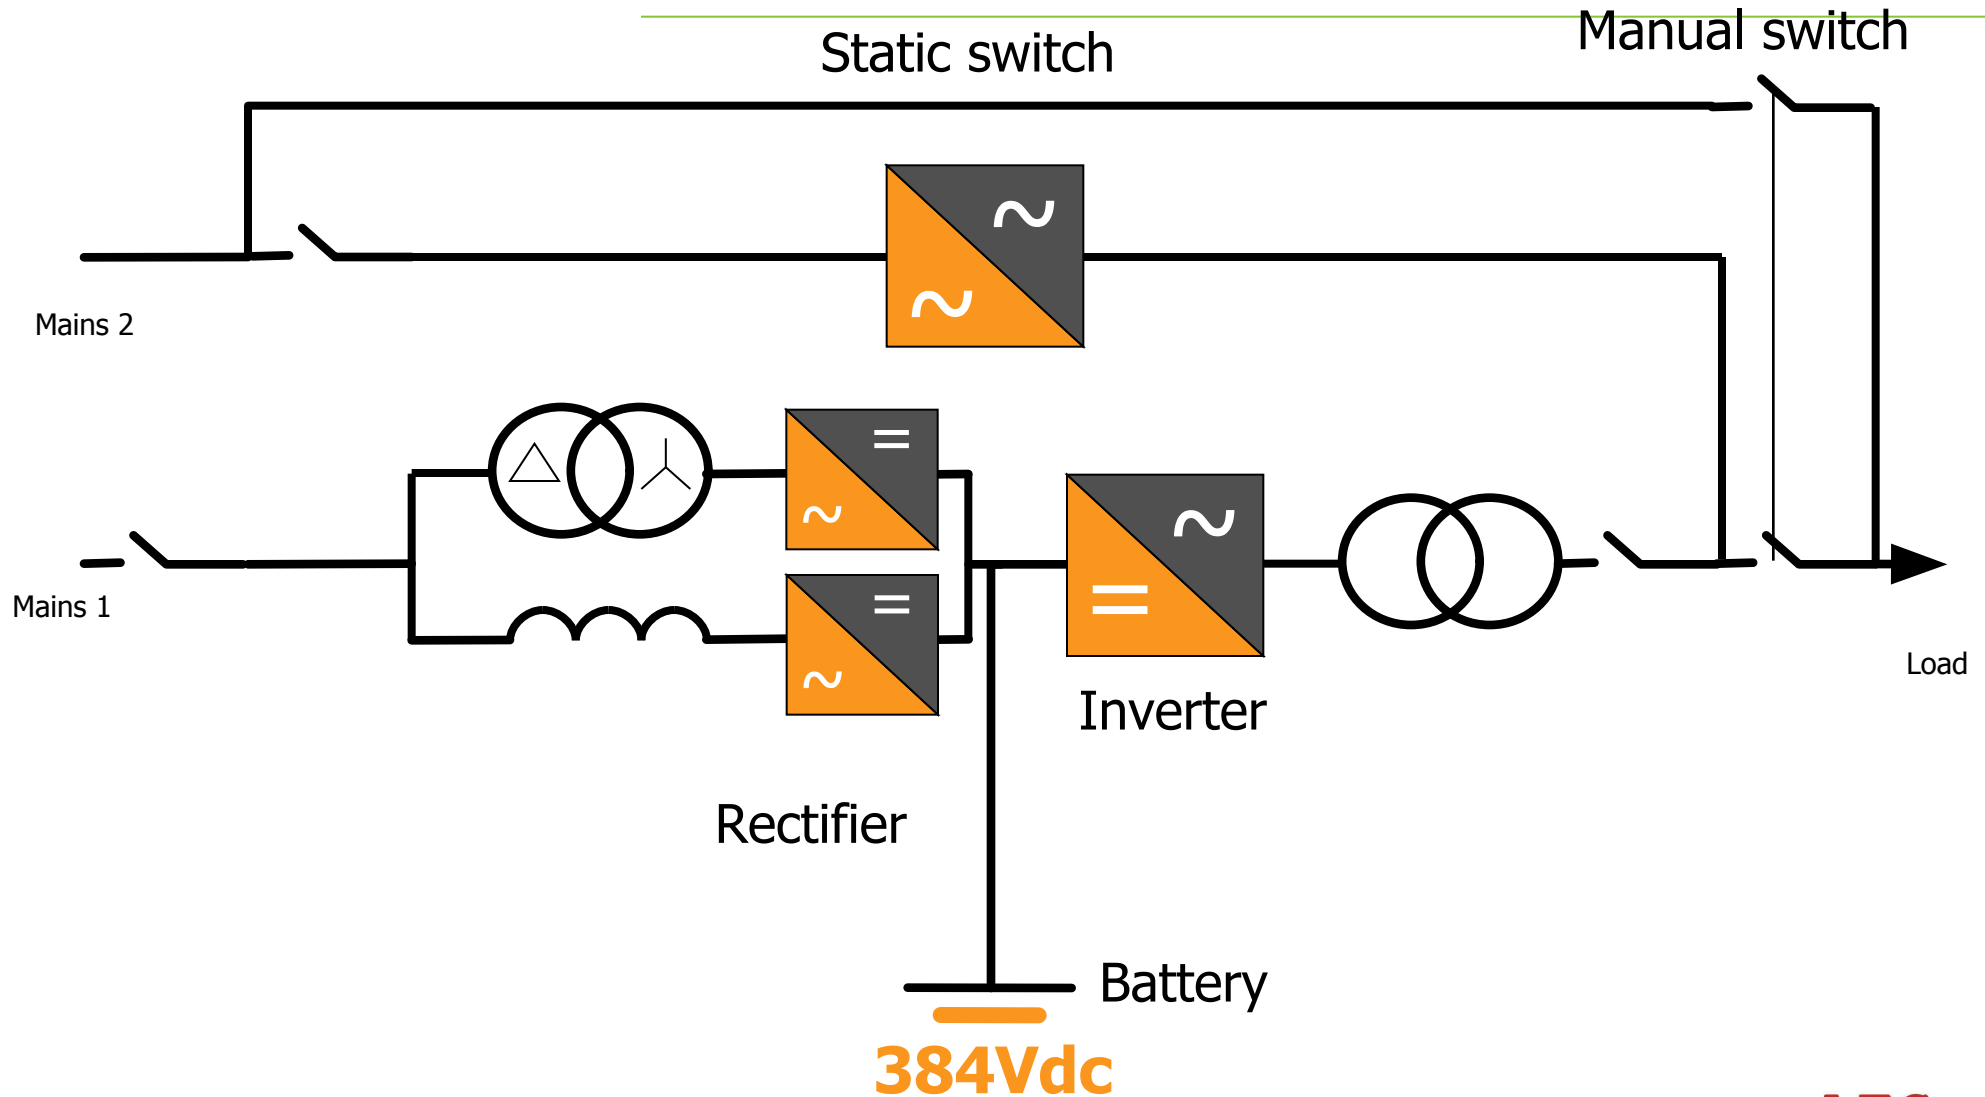 Static switch
Manual switch
Mains 2
Mains 1
Load
Inverter
Rectifier
Battery
384Vdc